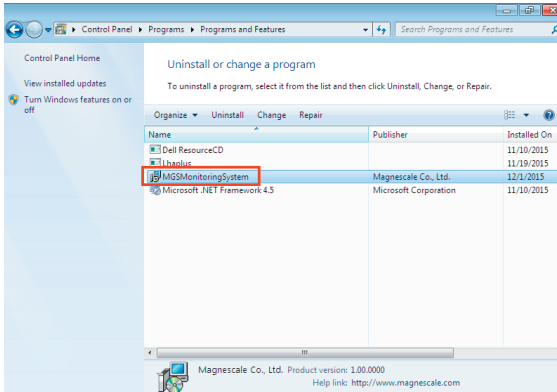 Control Panel ▸ Programs ▸ Programs and Features
Search Programs and Features
Control Panel Home
View installed updates
Turn Windows features on or
off
Uninstall or change a program
To uninstall a program, select it from the list and then click Uninstall, Change, or Repair.
Organize Uninstall Change Repair
Name Publisher Installed On
Dell ResourceCD 11/10/2015
Lhaplus 11/19/2015
MGSMonitoringSystem Magnescale Co., Ltd. 12/1/2015
Microsoft .NET Framework 4.5 Microsoft Corporation 11/10/2015
Magnescale Co., Ltd. Product version: 1.00.0000
Help link: http://www.magnescale.com